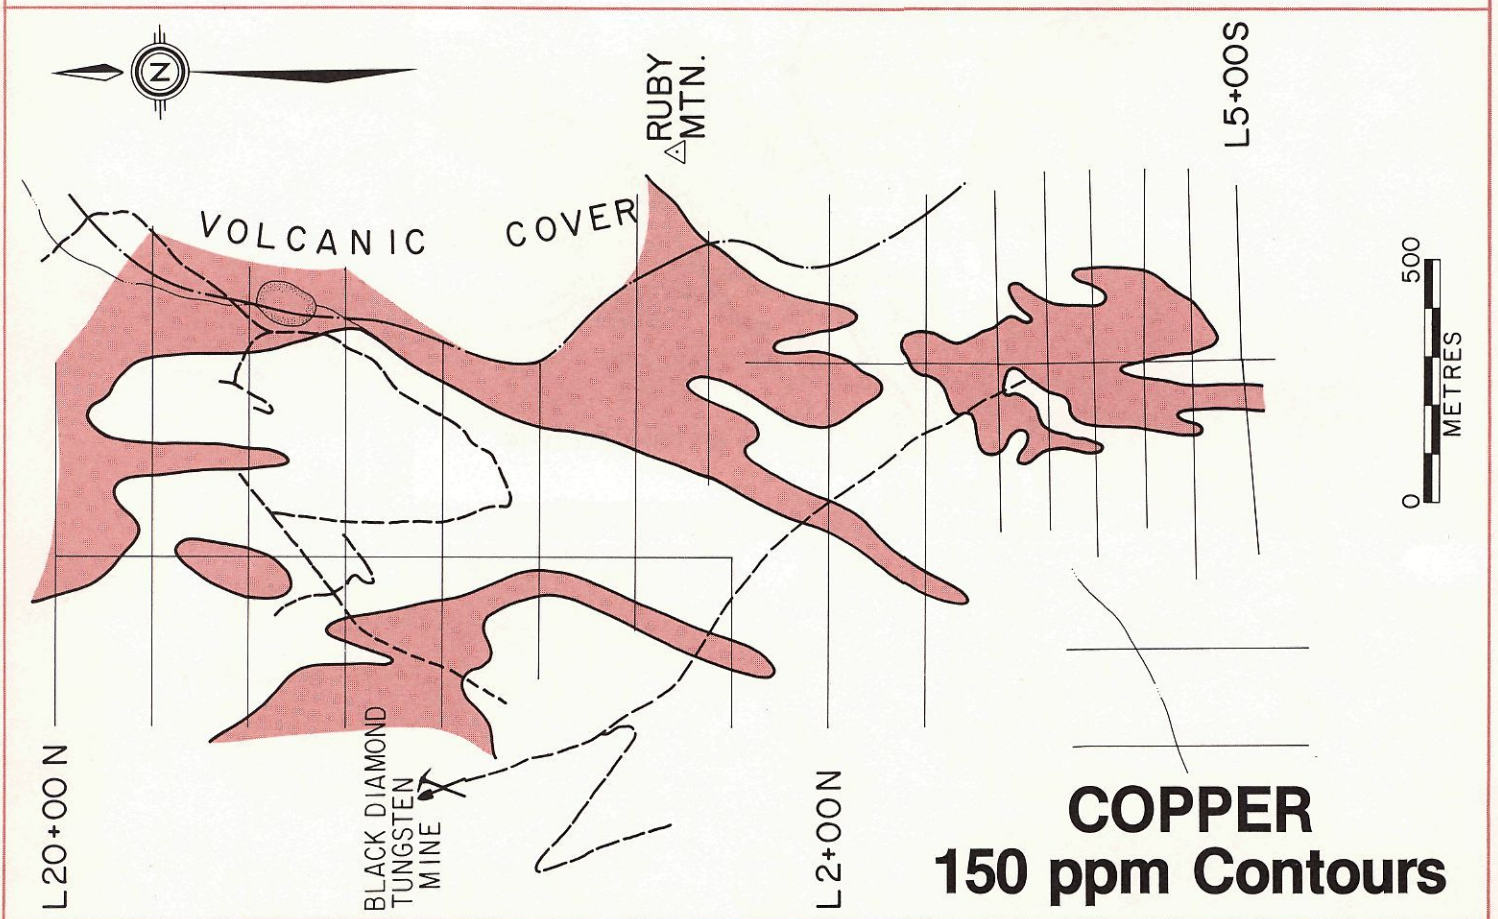 N
RUBY
MTN.
L5+00S
VOLCANIC COVER
500
0
METRES
L20+00N
BLACK DIAMOND
TUNGSTEN
MINE
L2+00N
COPPER
150 ppm Contours